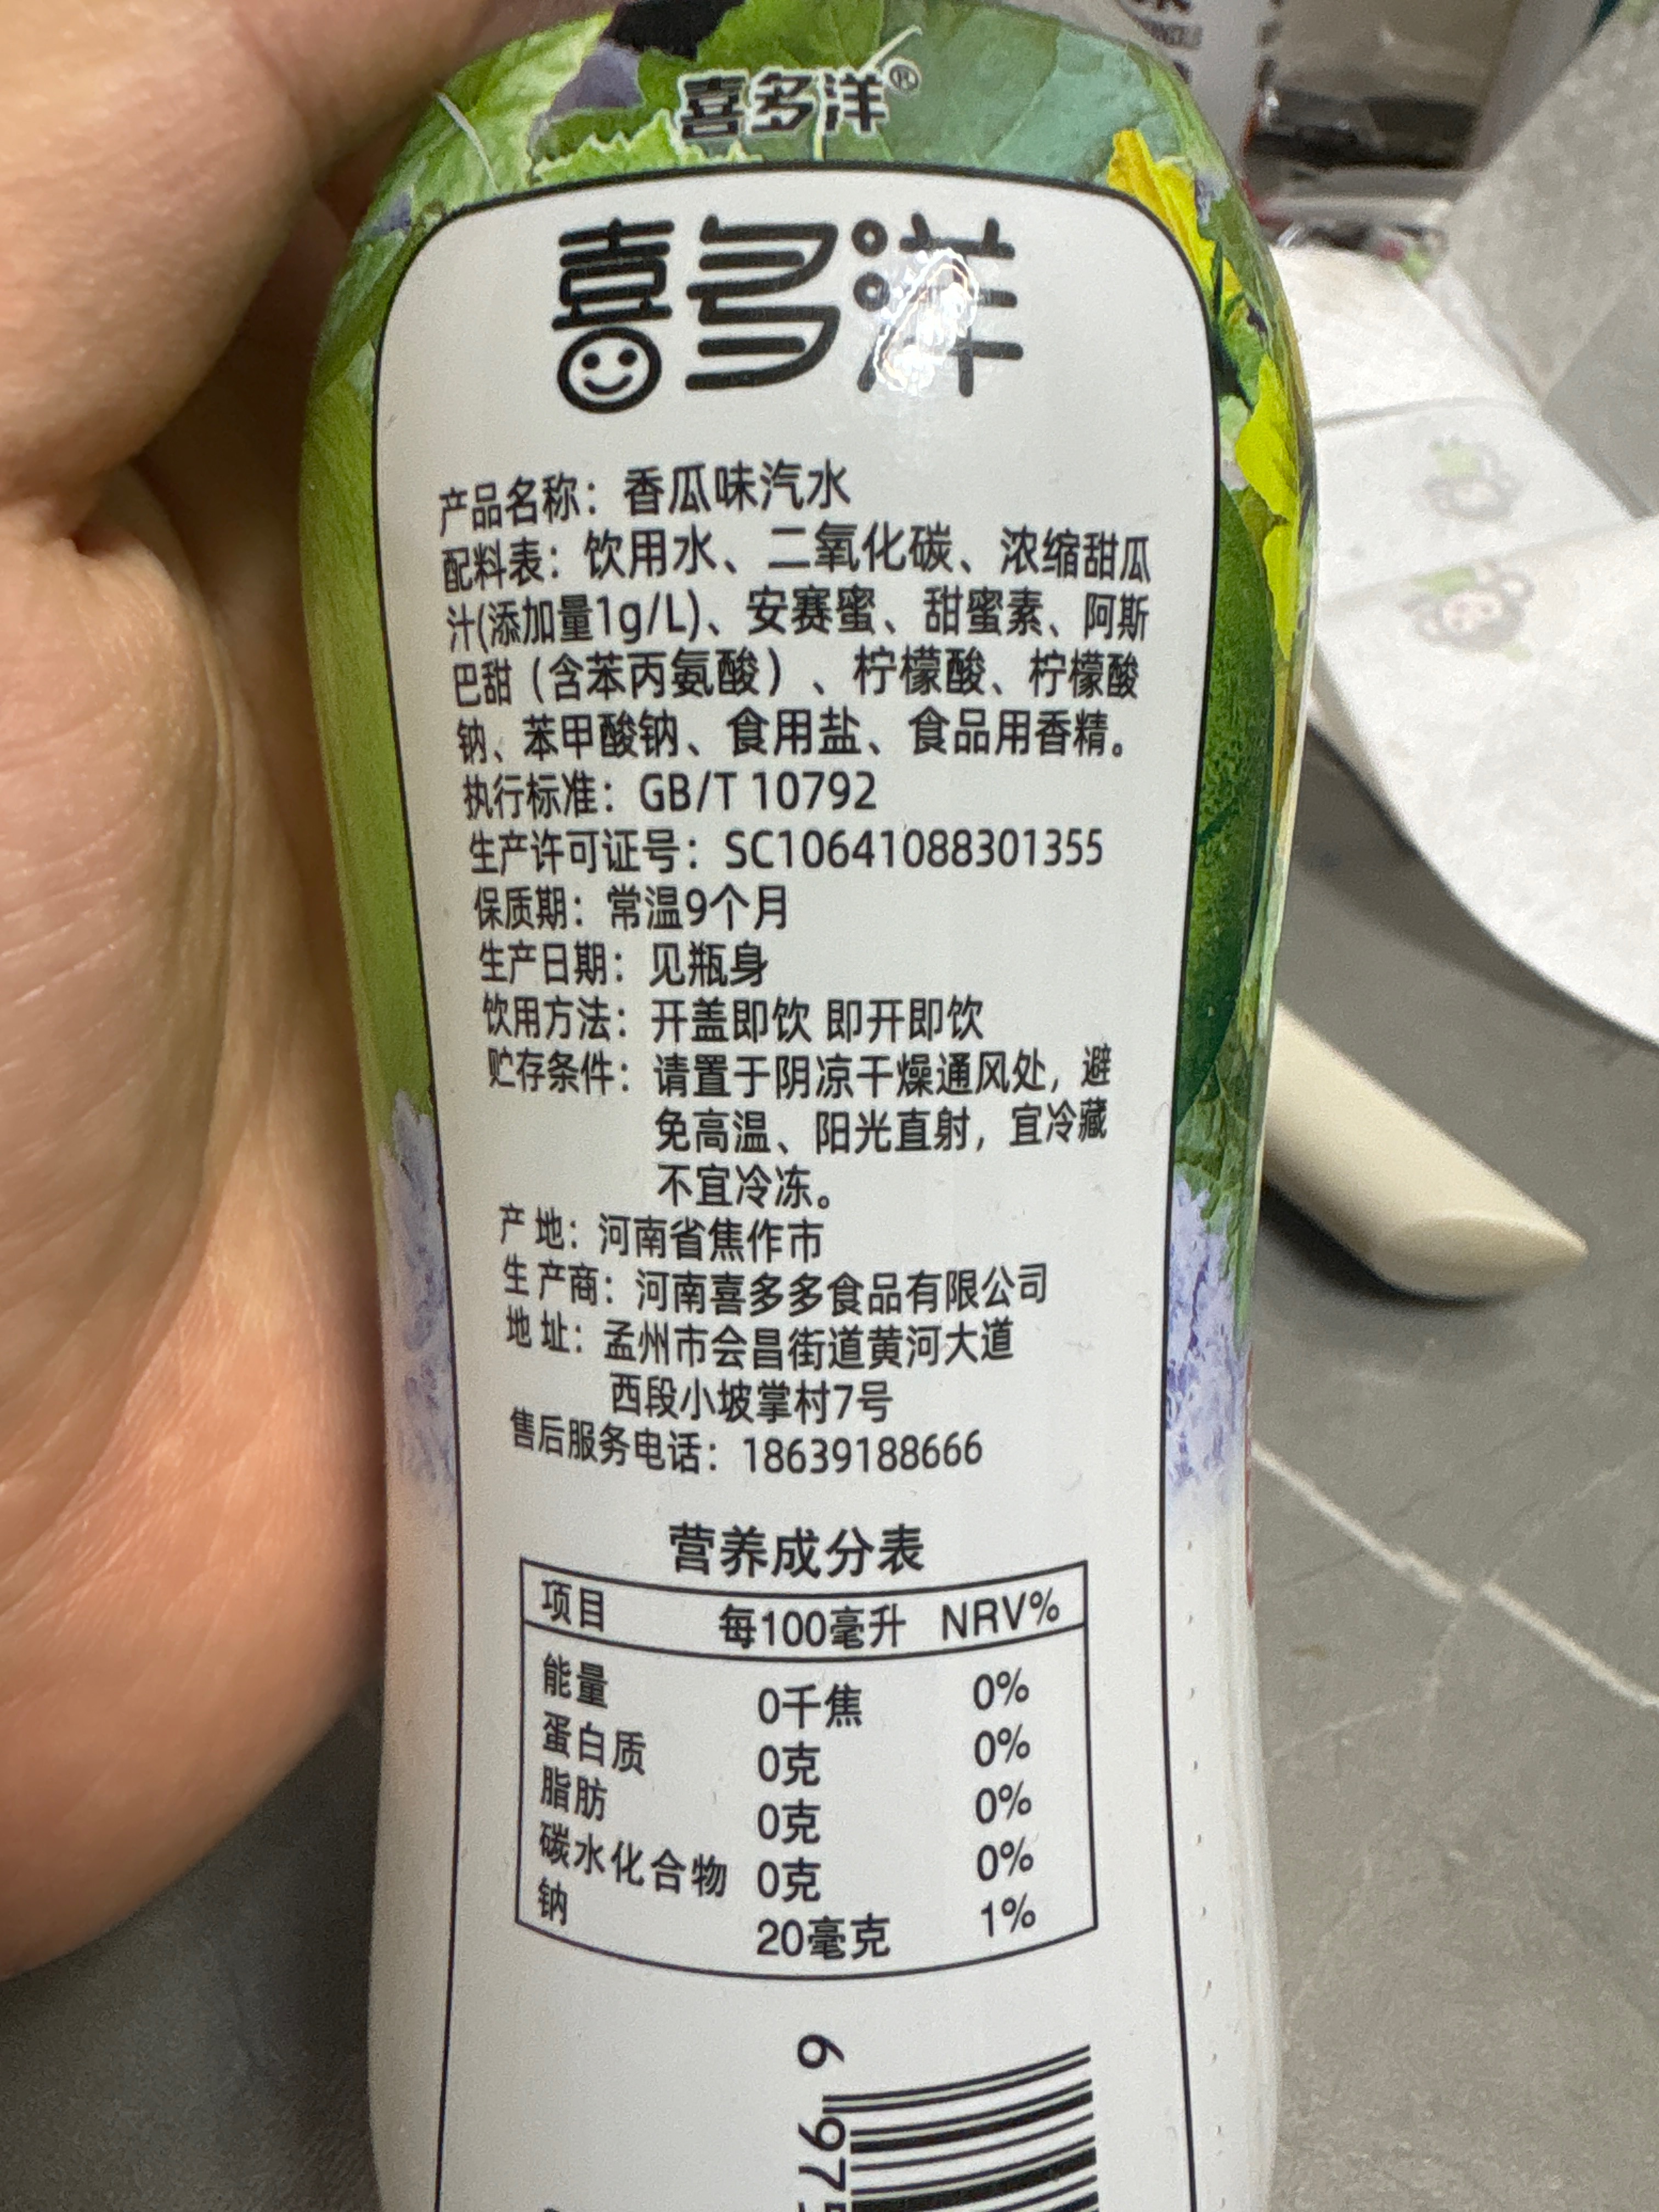 喜多洋®
喜多洋
产品名称：香瓜味汽水
配料表：饮用水、二氧化碳、浓缩甜瓜
汁(添加量1g/L)、安赛蜜、甜蜜素、阿斯
巴甜（含苯丙氨酸）、柠檬酸、柠檬酸
钠、苯甲酸钠、食用盐、食品用香精。
执行标准：GB/T 10792
生产许可证号：SC10641088301355
保质期：常温9个月
生产日期：见瓶身
饮用方法：开盖即饮 即开即饮
贮存条件：请置于阴凉干燥通风处，避
免高温、阳光直射，宜冷藏
不宜冷冻。
产 地：河南省焦作市
生 产商：河南喜多多食品有限公司
地 址：孟州市会昌街道黄河大道
西段小坡掌村7号
售后服务电话：18639188666
营养成分表
项目 每100毫升 NRV%
能量 0千焦 0%
蛋白质 0克 0%
脂肪 0克 0%
碳水化合物 0克 0%
钠 20毫克 1%
6 975